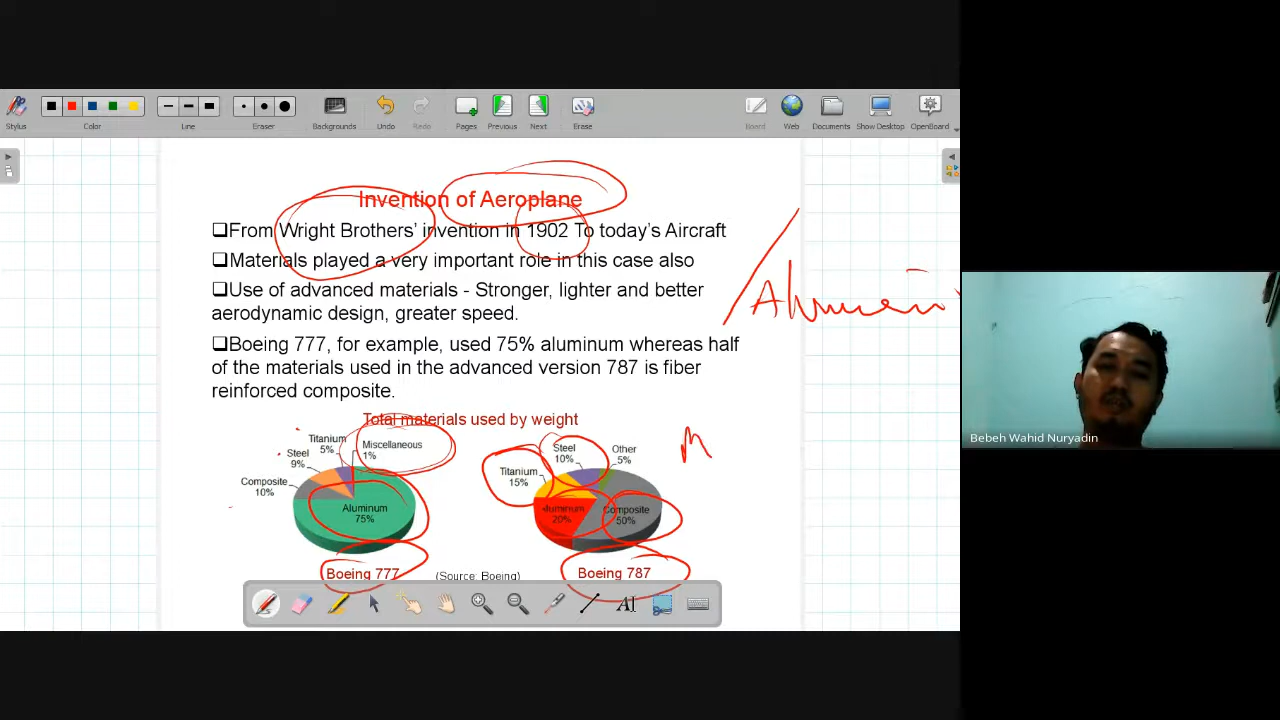 Stylus
Color
Line
Eraser
Backgrounds
Undo
Redo
Pages
Previous
Next
Erase
Board
Web
Documents
Show Desktop
OpenBoard
Invention of Aeroplane
❑From Wright Brothers’ invention in 1902 To today’s Aircraft
❑Materials played a very important role in this case also
❑Use of advanced materials - Stronger, lighter and better
aerodynamic design, greater speed.
❑Boeing 777, for example, used 75% aluminum whereas half
of the materials used in the advanced version 787 is fiber
reinforced composite.
Total materials used by weight
Titanium
5%
Miscellaneous
1%
Steel
9%
Composite
10%
Aluminum
75%
Boeing 777
(Source: Boeing)
Steel
10%
Other
5%
Titanium
15%
Aluminum
20%
Composite
50%
Boeing 787
M
Bebeh Wahid Nuryadin